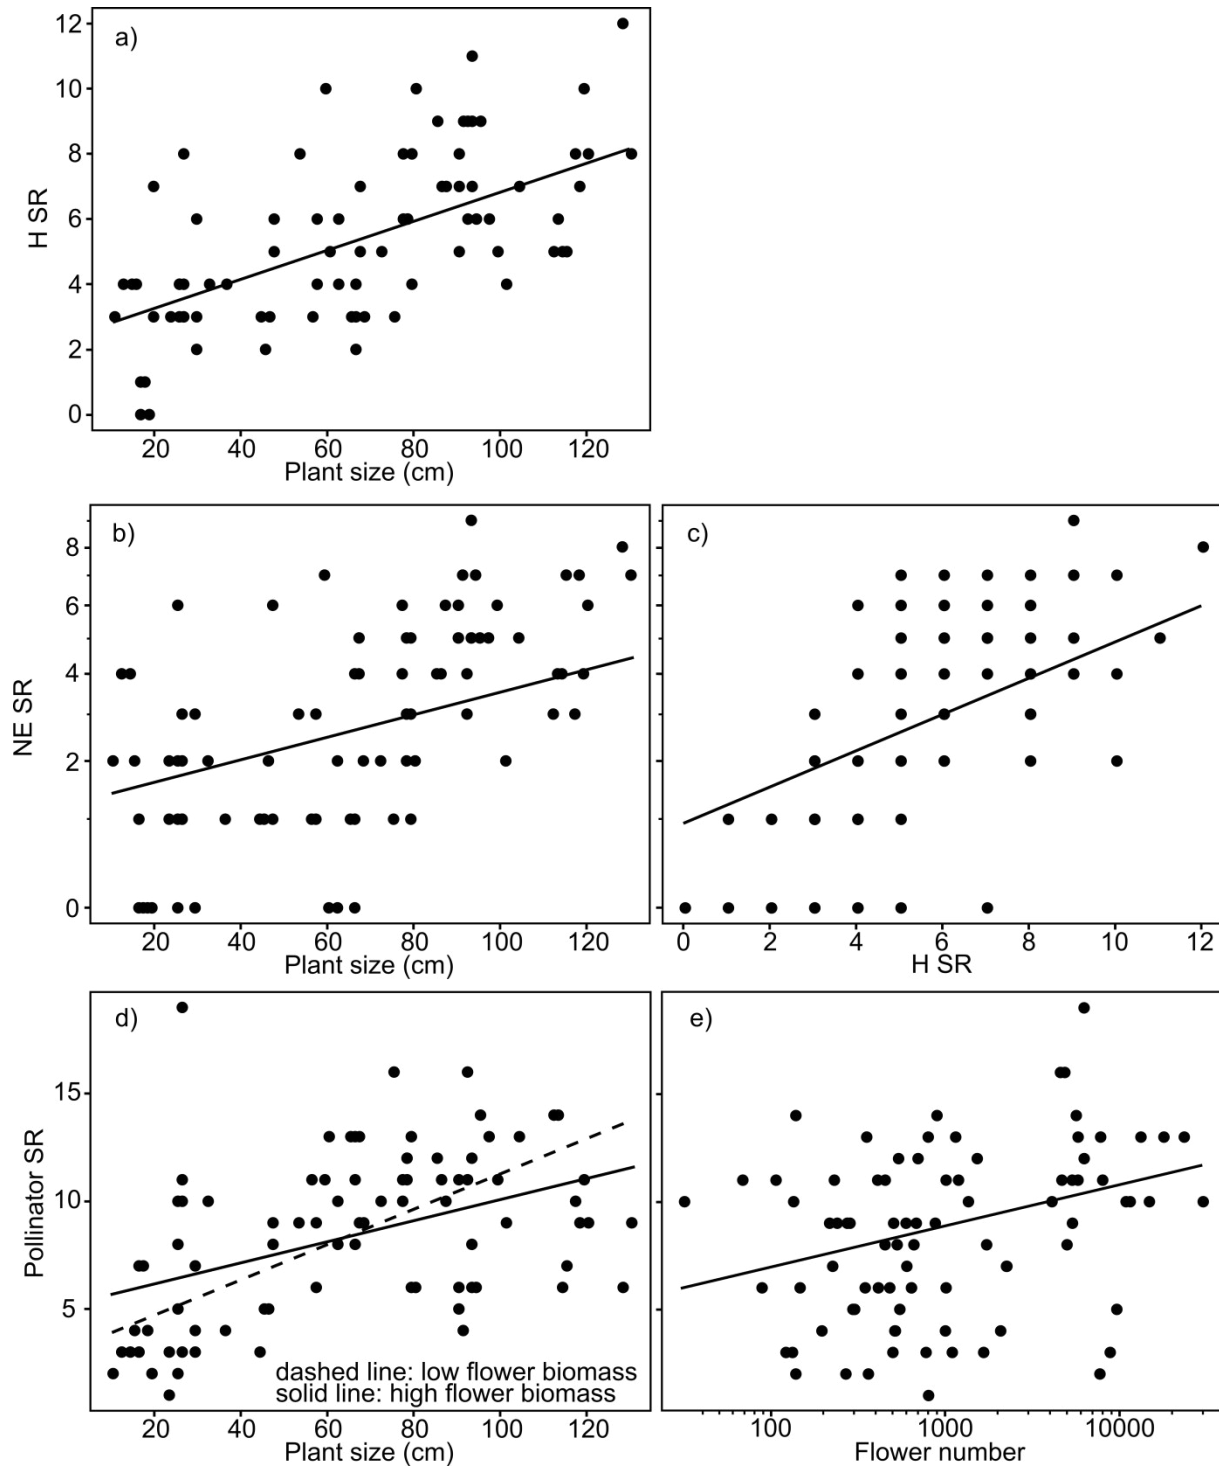 a)
12
10
8
6
4
2
0
H SR
20 40 60 80 100 120
Plant size (cm)
b)
8
6
4
2
0
NE SR
20 40 60 80 100 120
Plant size (cm)
c)
0 2 4 6 8 10 12
H SR
d)
15
10
5
Pollinator SR
dashed line: low flower biomass
solid line: high flower biomass
20 40 60 80 100 120
Plant size (cm)
e)
100 1000 10000
Flower number